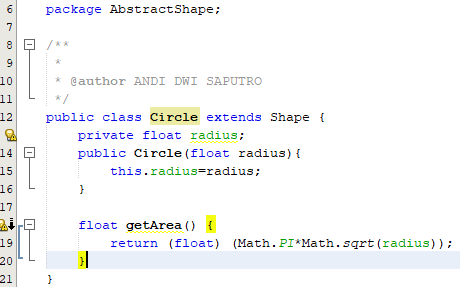 6 package AbstractShape;
7
8 /**
9 *
10 * @author ANDI DWI SAPUTRO
11 */
12 public class Circle extends Shape {
private float radius;
14 public Circle(float radius){
15 this.radius=radius;
16 }
17
float getArea() {
19 return (float) (Math.PI*Math.sqrt(radius));
20 }
21 }